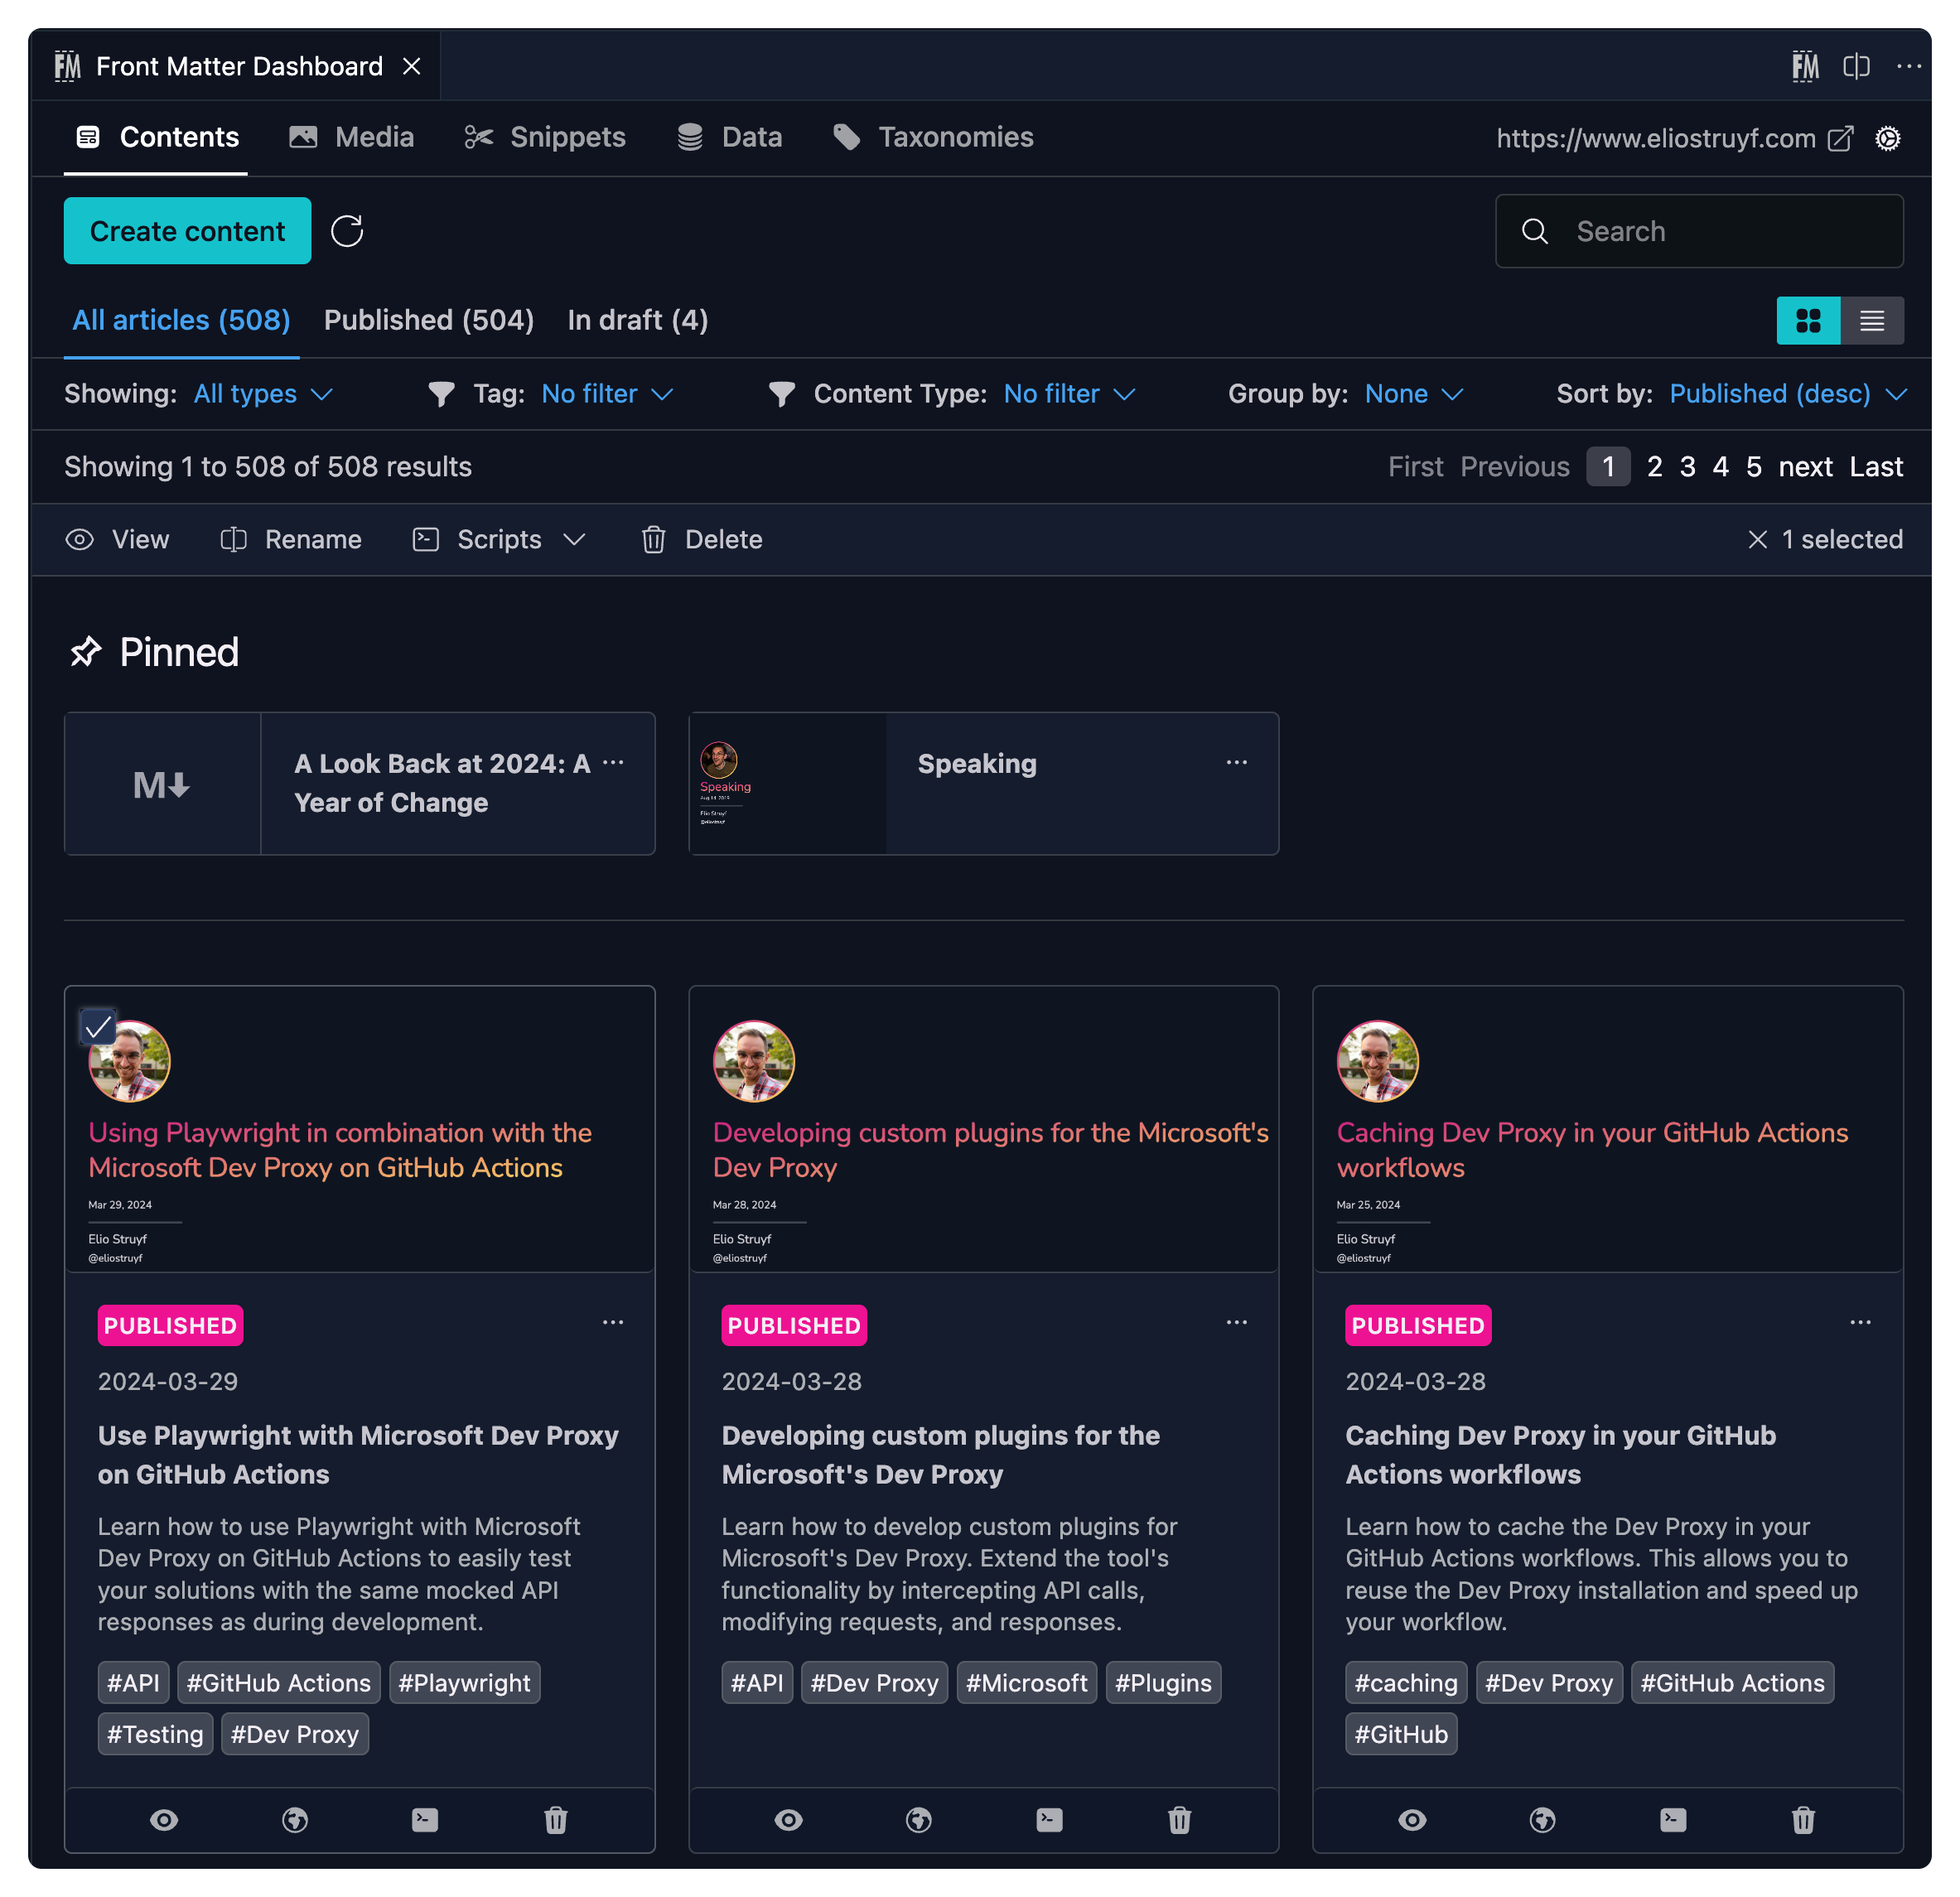 FM Front Matter Dashboard
FM
Contents Media Snippets Data Taxonomies https://www.eliostruyf.com
Create content Search
All articles (508) Published (504) In draft (4)
Showing: All types Tag: No filter Content Type: No filter Group by: None Sort by: Published (desc)
Showing 1 to 508 of 508 results First Previous 1 2 3 4 5 next Last
View Rename Scripts Delete 1 selected
Pinned
M
A Look Back at 2024: A
Year of Change
Speaking
Aug 14, 2019
Elio Struyf
@eliostruyf
Speaking
Using Playwright in combination with the
Microsoft Dev Proxy on GitHub Actions
Mar 29, 2024
Elio Struyf
@eliostruyf
PUBLISHED
2024-03-29
Use Playwright with Microsoft Dev Proxy
on GitHub Actions
Learn how to use Playwright with Microsoft
Dev Proxy on GitHub Actions to easily test
your solutions with the same mocked API
responses as during development.
#API #GitHub Actions #Playwright
#Testing #Dev Proxy
Developing custom plugins for the Microsoft's
Dev Proxy
Mar 28, 2024
Elio Struyf
@eliostruyf
PUBLISHED
2024-03-28
Developing custom plugins for the
Microsoft's Dev Proxy
Learn how to develop custom plugins for
Microsoft's Dev Proxy. Extend the tool's
functionality by intercepting API calls,
modifying requests, and responses.
#API #Dev Proxy #Microsoft #Plugins
Caching Dev Proxy in your GitHub Actions
workflows
Mar 25, 2024
Elio Struyf
@eliostruyf
PUBLISHED
2024-03-28
Caching Dev Proxy in your GitHub
Actions workflows
Learn how to cache the Dev Proxy in your
GitHub Actions workflows. This allows you to
reuse the Dev Proxy installation and speed up
your workflow.
#caching #Dev Proxy #GitHub Actions
#GitHub